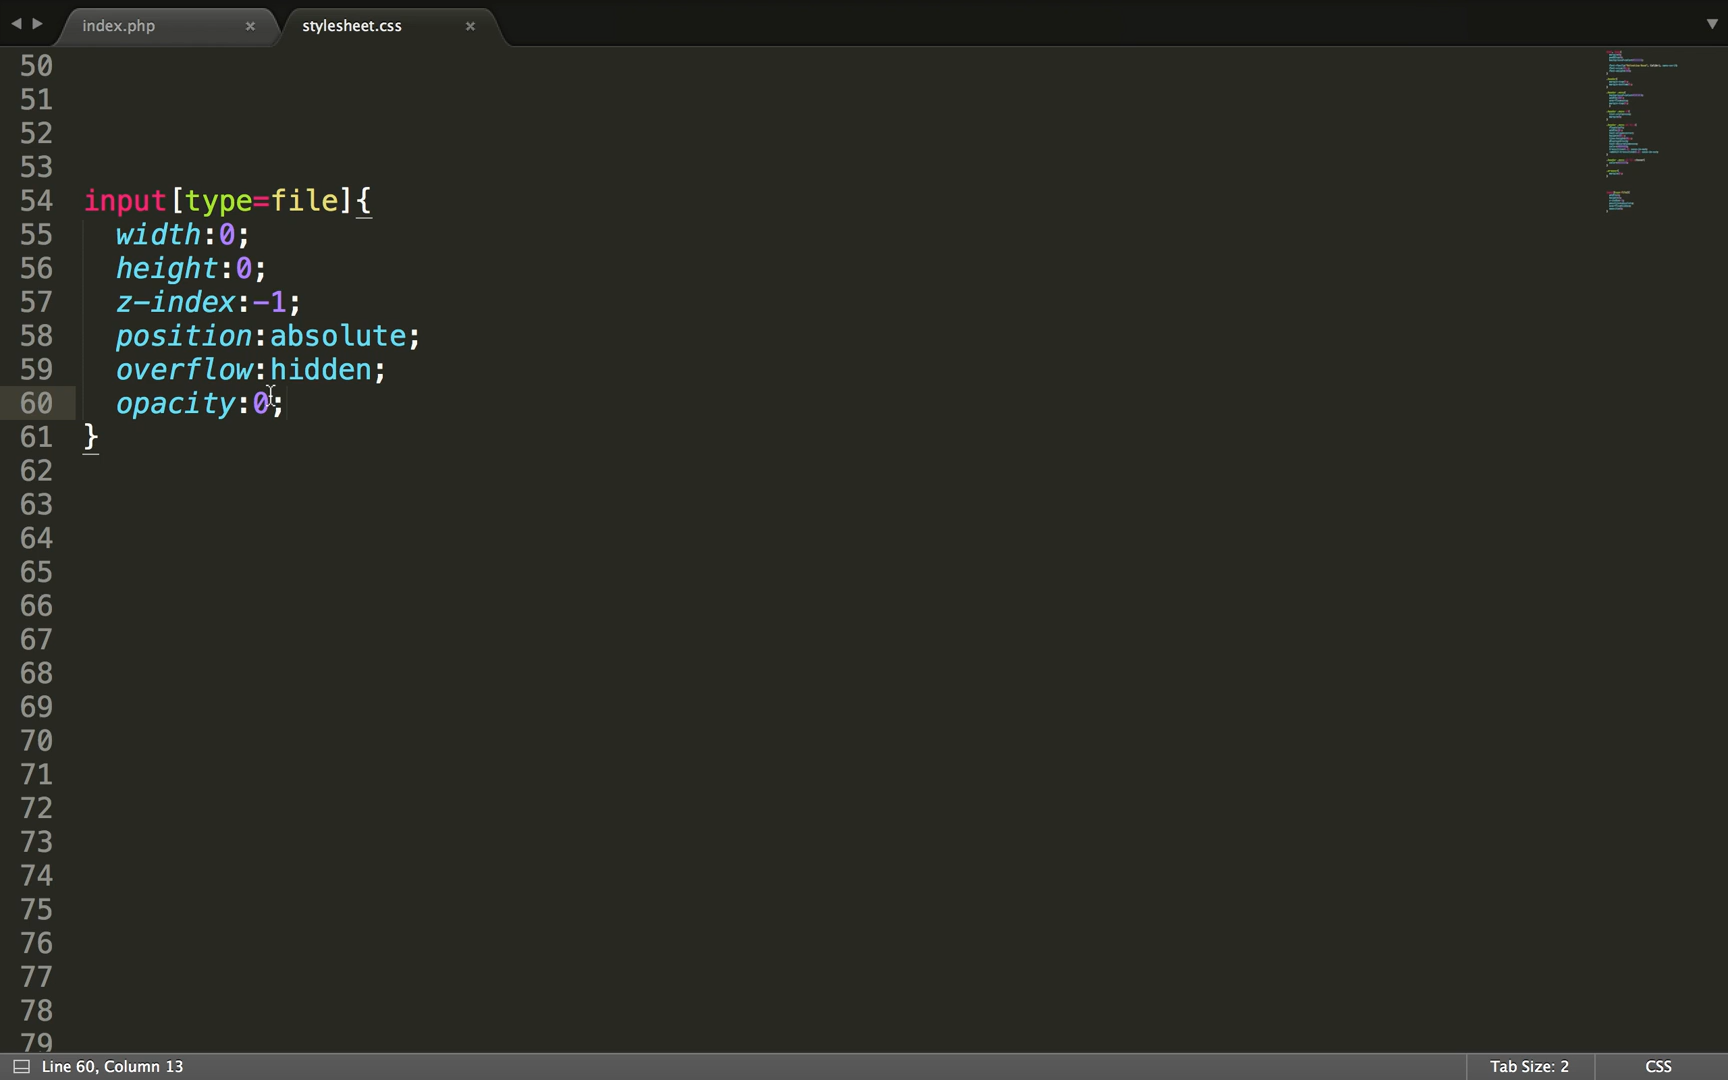 index.php × stylesheet.css ×
50
51
52
53
54 input[type=file]{
55 width:0;
56 height:0;
57 z-index:-1;
58 position:absolute;
59 overflow:hidden;
60 opacity:0;
61 }
62
63
64
65
66
67
68
69
70
71
72
73
74
75
76
77
78
79
Line 60, Column 13 Tab Size: 2 CSS